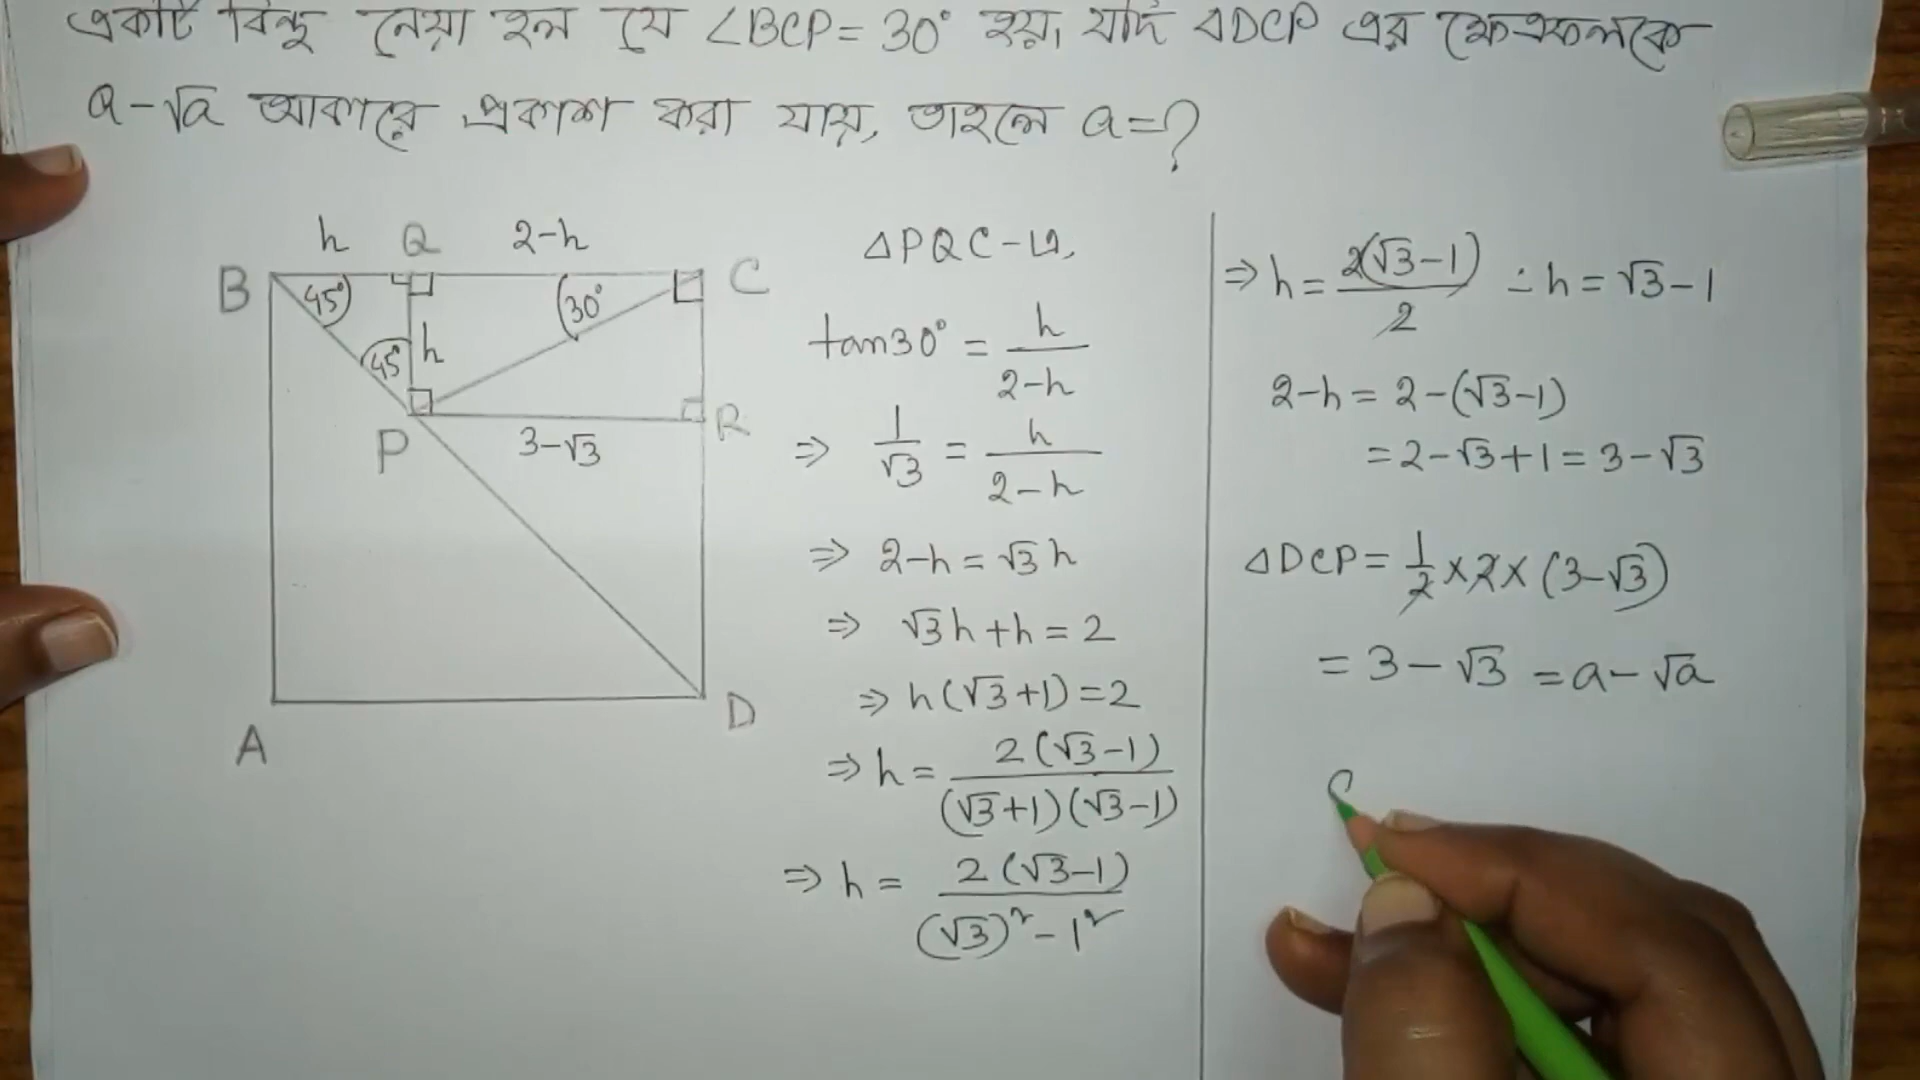 একটি বিন্দু নেয়া হল যে ∠BCP = 30° হয়। যদি △DCP এর ক্ষেত্রফলকে
a-√a আকারে প্রকাশ করা যায়, তাহলে a=?
h Q 2-h
B 45° 30° C
45° h
P 3-√3 R
A D
△PQC-এ,
tan30° = h/(2-h)
⇒ 1/√3 = h/(2-h)
⇒ 2-h = √3h
⇒ √3h+h = 2
⇒ h(√3+1) = 2
⇒ h = 2(√3-1)/(√3+1)(√3-1)
⇒ h = 2(√3-1)/(√3)²-1²
⇒ h = 2(√3-1)/2 ∴ h = √3-1
2-h = 2-(√3-1)
= 2-√3+1 = 3-√3
△DCP = 1/2 × 2 × (3-√3)
= 3-√3 = a-√a